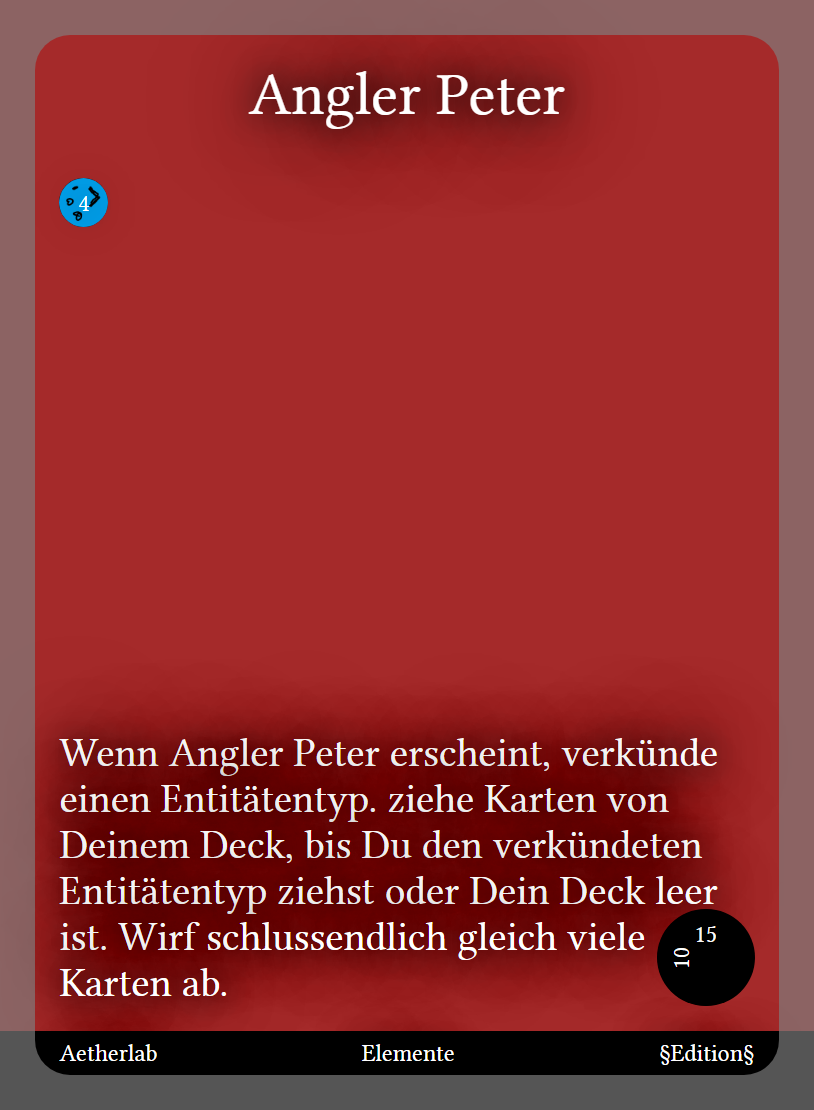 Angler Peter
4
Wenn Angler Peter erscheint, verkünde
einen Entitätentyp. ziehe Karten von
Deinem Deck, bis Du den verkündeten
Entitätentyp ziehst oder Dein Deck leer
ist. Wirf schlussendlich gleich viele
Karten ab.
15
10
Aetherlab Elemente §Edition§